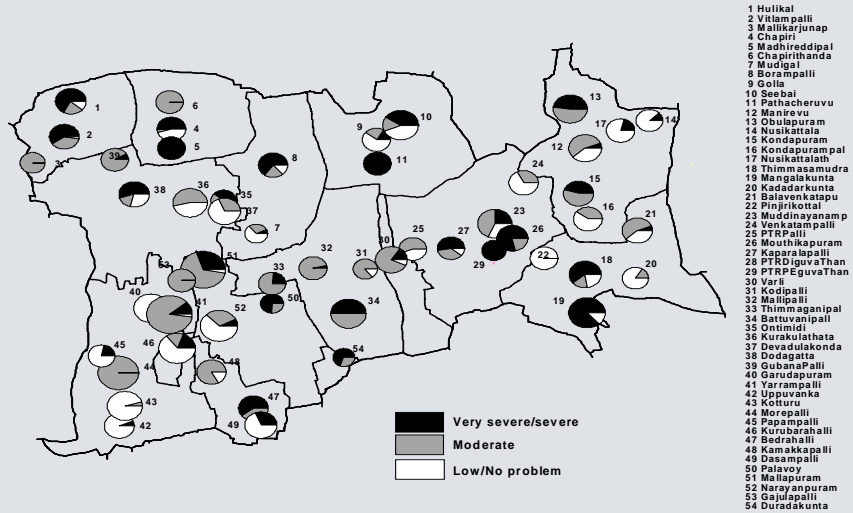 1 Hulikal
2 Vitlampalli
3 Mallikarjunap
4 Chapiri
5 Madhireddipal
6 Chapirithanda
7 Mudigal
8 Borampalli
9 Golla
10 Seebai
11 Pathacheruvu
12 Manirevu
13 Obulapuram
14 Nusikattala
15 Kondapuram
16 Kondapurumpal
17 Nusikattalath
18 Thimmasamudra
19 Mangalakunta
20 Kadadarkunta
21 Balavenkatapu
22 Pinjirikottal
23 Muddinayanamp
24 Venkatampalli
25 PTRPalli
26 Mouthikapuram
27 Kaparalapalli
28 PTRDiguvaThan
29 PTRPEguvaThan
30 Varli
31 Kodipalli
32 Mallipalli
33 Thimmaganipal
34 Battuvanipall
35 Ontimidi
36 Kurakulathata
37 Devadulakonda
38 Dodagatta
39 GubanaPalli
40 Garudapuram
41 Yarrampalli
42 Uppuvanka
43 Kotturu
44 Morepalli
45 Papampalli
46 Kurubarahalli
47 Bedrahalli
48 Kamakkapalli
49 Dasampalli
50 Palavoy
51 Mallapuram
52 Narayanpuram
53 Gajulapalli
54 Duradakunta
1
6
2
4
5
3
39
8
9
10
11
13
17
14
12
15
16
21
24
38
36
35
37
7
23
25
27
26
29
30
22
18
20
19
51
53
32
31
33
50
34
40
41
52
46
45
44
48
54
43
42
47
49
Very severe/severe
Moderate
Low/No problem